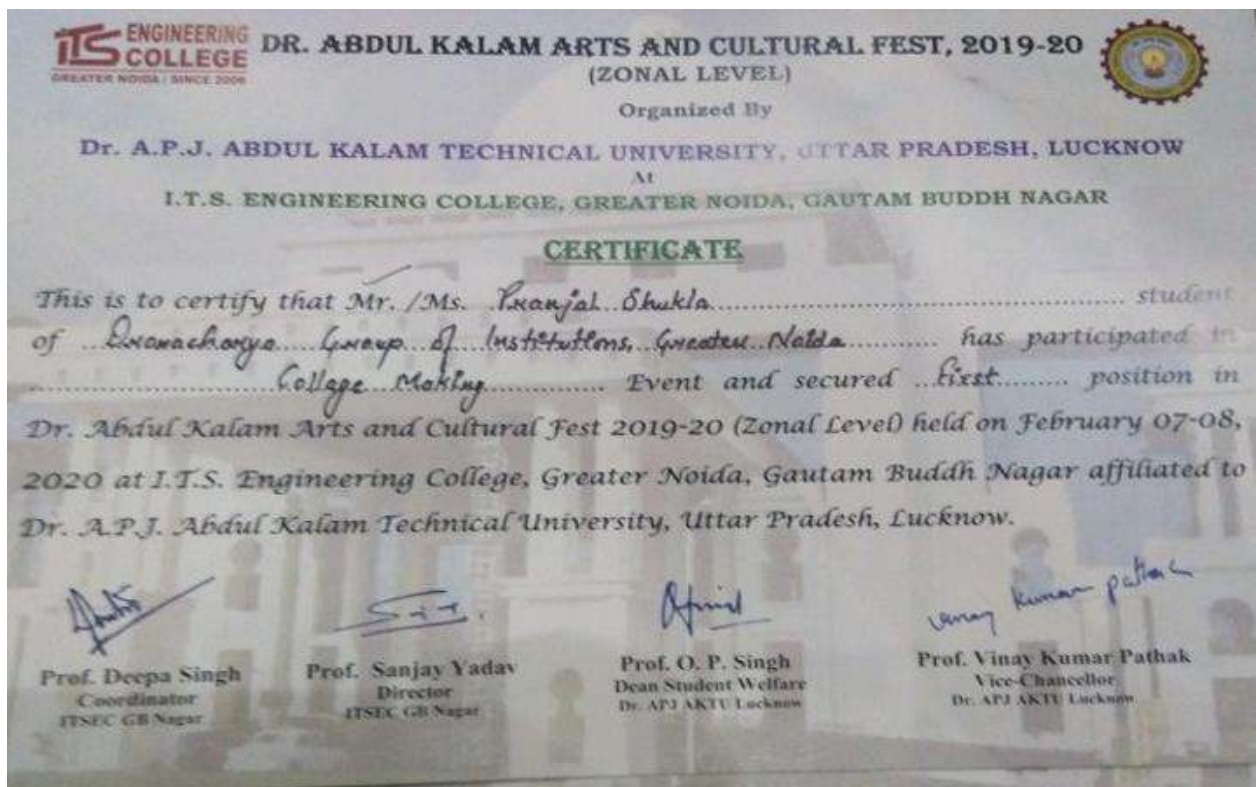 ITS ENGINEERING COLLEGE
GREATER NOIDA | SINCE 2006
DR. ABDUL KALAM ARTS AND CULTURAL FEST, 2019-20
(ZONAL LEVEL)
Organized By
Dr. A.P.J. ABDUL KALAM TECHNICAL UNIVERSITY, UTTAR PRADESH, LUCKNOW
At
I.T.S. ENGINEERING COLLEGE, GREATER NOIDA, GAUTAM BUDDH NAGAR
CERTIFICATE
This is to certify that Mr. /Ms. Pranjal Shukla student
of Dronacharya Group of Institutions, Greater Noida has participated in
Collage Making Event and secured first position in
Dr. Abdul Kalam Arts and Cultural Fest 2019-20 (Zonal Level) held on February 07-08,
2020 at I.T.S. Engineering College, Greater Noida, Gautam Buddh Nagar affiliated to
Dr. A.P.J. Abdul Kalam Technical University, Uttar Pradesh, Lucknow.
Vinay Kumar Pathak
Prof. Deepa Singh Prof. Sanjay Yadav Prof. O. P. Singh Prof. Vinay Kumar Pathak
Coordinator Director Dean Student Welfare Vice-Chancellor
ITSEC GB Nagar ITSEC GB Nagar Dr. APJ AKTU Lucknow Dr. APJ AKTU Lucknow